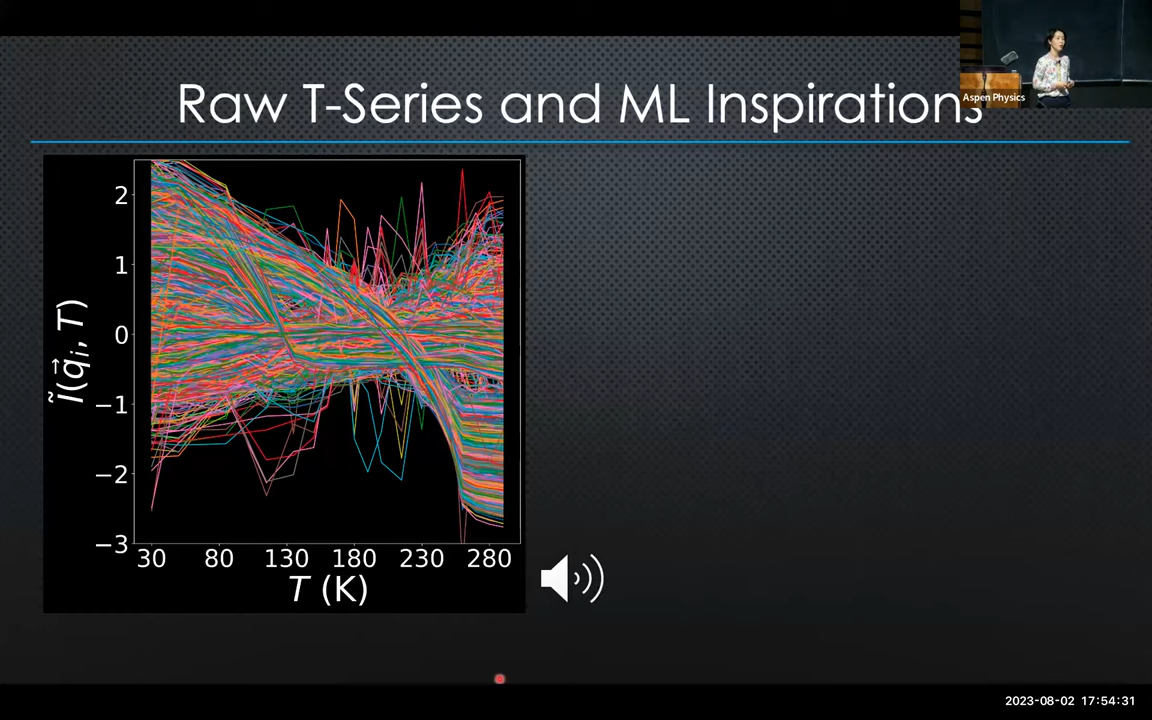 Raw T-Series and ML Inspirations
Aspen Physics
Ĩ(q⃗ᵢ, T)
2
1
0
−1
−2
−3
30 80 130 180 230 280
T (K)
2023-08-02 17:54:31